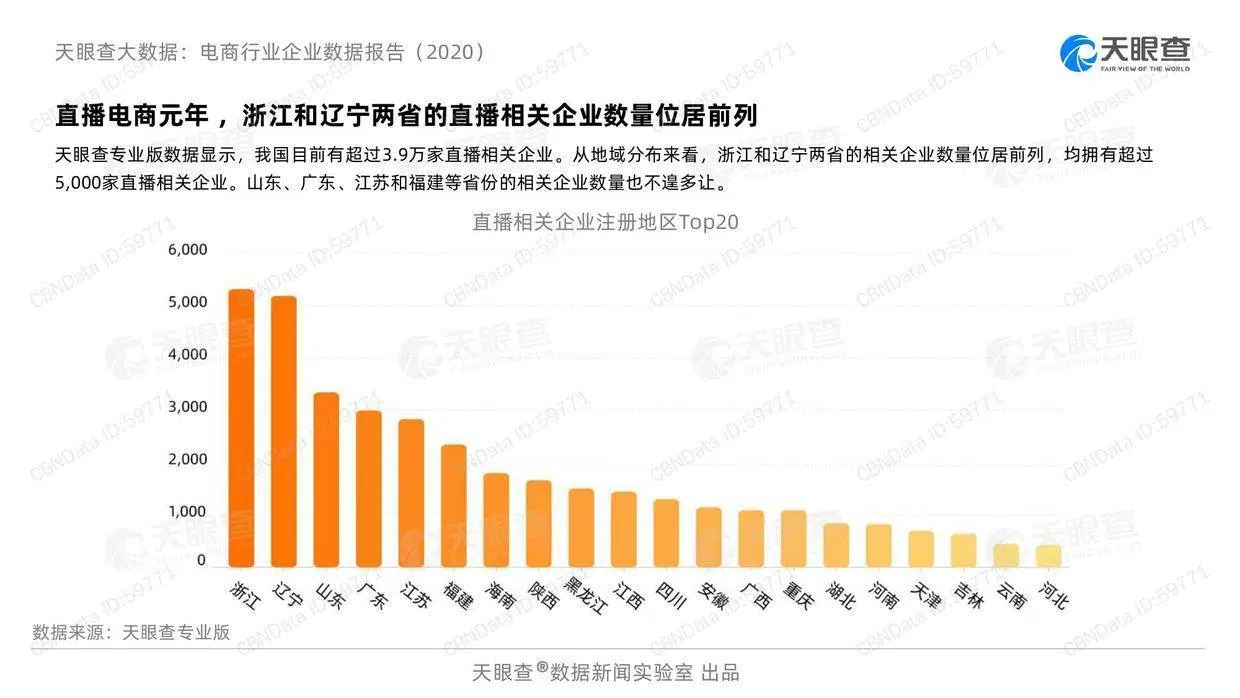 天眼查大数据：电商行业企业数据报告（2020）
天眼查
FAIR VIEW OF THE WORLD
直播电商元年，浙江和辽宁两省的直播相关企业数量位居前列
天眼查专业版数据显示，我国目前有超过3.9万家直播相关企业。从地域分布来看，浙江和辽宁两省的相关企业数量位居前列，均拥有超过
5,000家直播相关企业。山东、广东、江苏和福建等省份的相关企业数量也不遑多让。
直播相关企业注册地区Top20
6,000
5,000
4,000
3,000
2,000
1,000
0
浙江
辽宁
山东
广东
江苏
福建
海南
陕西
黑龙江
江西
四川
安徽
广西
重庆
湖北
河南
天津
吉林
云南
河北
数据来源：天眼查专业版
天眼查®数据新闻实验室 出品
CBNData ID:59771
天眼查